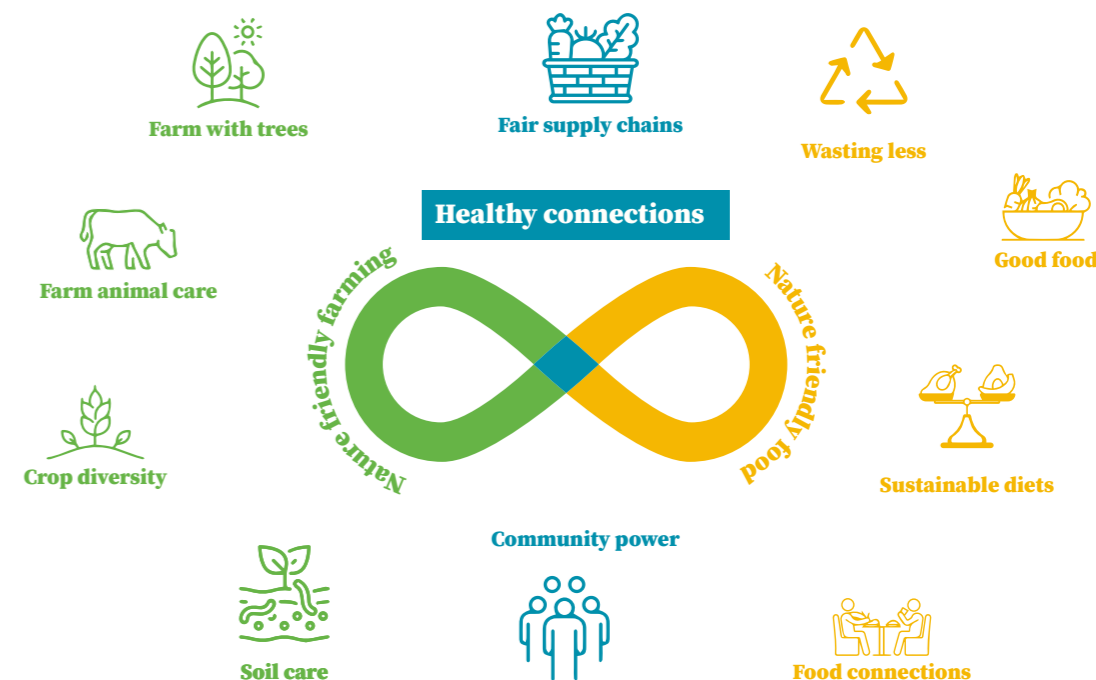 Farm with trees
Fair supply chains
Wasting less
Good food
Healthy connections
Farm animal care
Nature friendly farming
Nature friendly food
Crop diversity
Sustainable diets
Community power
Soil care
Food connections